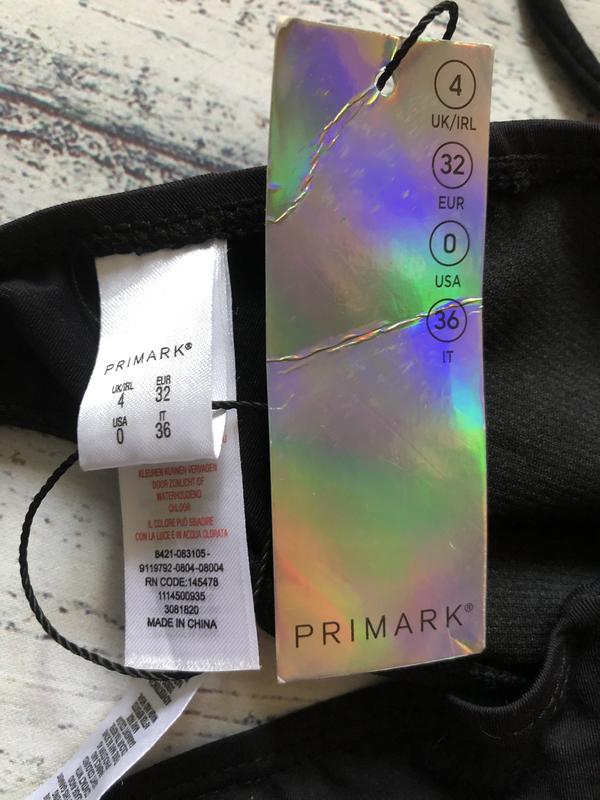 PRIMARK®
UK/IRL EUR
4 32
USA IT
0 36
KLEUREN KUNNEN VERVAGEN
DOOR ZONLICHT OF
WATERHOUDEND
CHLOOR
IL COLORE PUÒ SBIADIRE
CON LA LUCE E IN ACQUA CLORATA
8421-083105-
9119792-0804-08004
RN CODE:145478
1114500935
3081820
MADE IN CHINA
4
UK/IRL
32
EUR
0
USA
36
IT
PRIMARK®